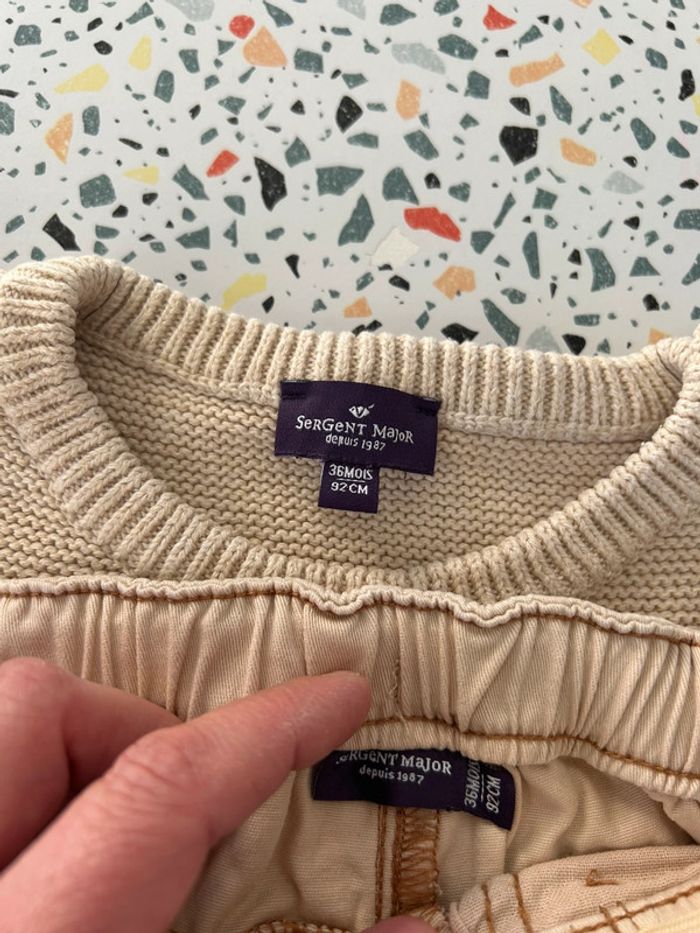 SerGeNT MaJoR
depuis 1987
36MOIS
92CM
SerGeNT MaJoR
depuis 1987
36MOIS
92CM